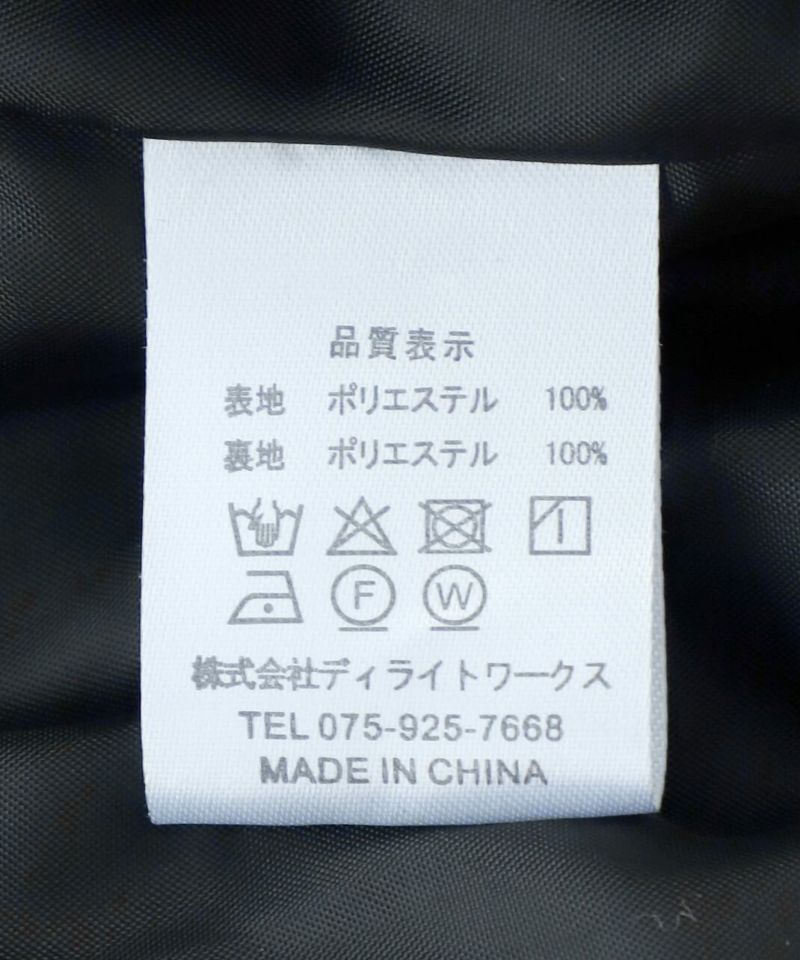 品質表示
表地 ポリエステル 100%
裏地 ポリエステル 100%
F W
株式会社ディライトワークス
TEL 075-925-7668
MADE IN CHINA